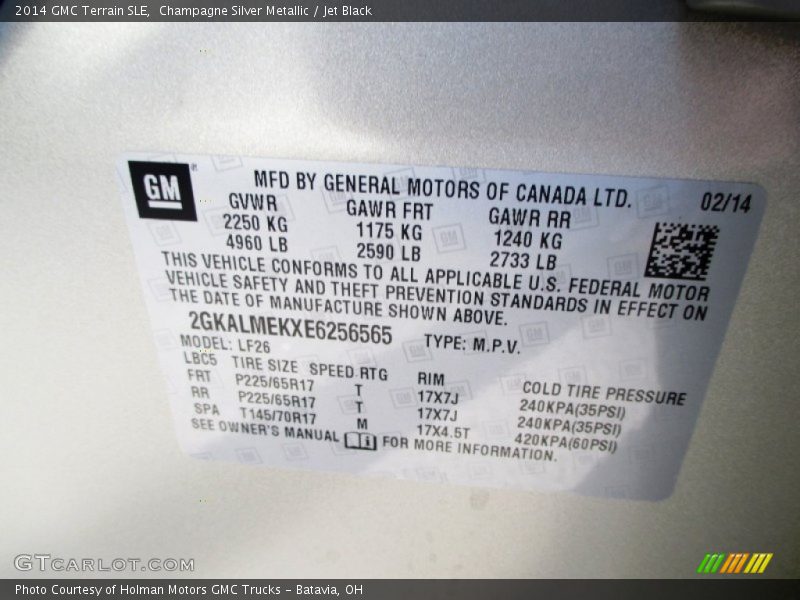 2014 GMC Terrain SLE, Champagne Silver Metallic / Jet Black
GM
MFD BY GENERAL MOTORS OF CANADA LTD. 02/14
GVWR GAWR FRT GAWR RR
2250 KG 1175 KG 1240 KG
4960 LB 2590 LB 2733 LB
THIS VEHICLE CONFORMS TO ALL APPLICABLE U.S. FEDERAL MOTOR
VEHICLE SAFETY AND THEFT PREVENTION STANDARDS IN EFFECT ON
THE DATE OF MANUFACTURE SHOWN ABOVE.
2GKALMEKXE6256565 TYPE: M.P.V.
MODEL: LF26
LBC5 TIRE SIZE SPEED RTG RIM COLD TIRE PRESSURE
FRT P225/65R17 T 17X7J 240KPA(35PSI)
RR P225/65R17 T 17X7J 240KPA(35PSI)
SPA T145/70R17 M 17X4.5T 420KPA(60PSI)
SEE OWNER'S MANUAL FOR MORE INFORMATION.
GTCARLOT.COM
Photo Courtesy of Holman Motors GMC Trucks - Batavia, OH